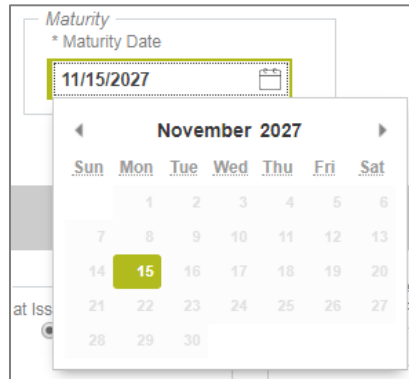 Maturity
* Maturity Date
11/15/2027
November 2027
Sun Mon Tue Wed Thu Fri Sat
1 2 3 4 5 6
7 8 9 10 11 12 13
14 15 16 17 18 19 20
21 22 23 24 25 26 27
28 29 30
at Iss